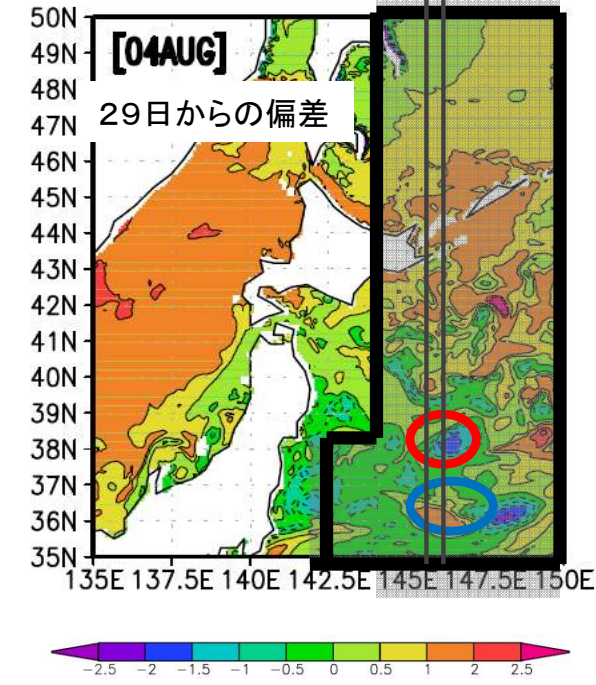 50N
[04AUG]
49N
48N
29日からの偏差
47N
46N
45N
44N
43N
42N
41N
40N
39N
38N
37N
36N
35N
135E 137.5E 140E 142.5E 145E 147.5E 150E
-2.5 -2 -1.5 -1 -0.5 0 0.5 1 2 2.5